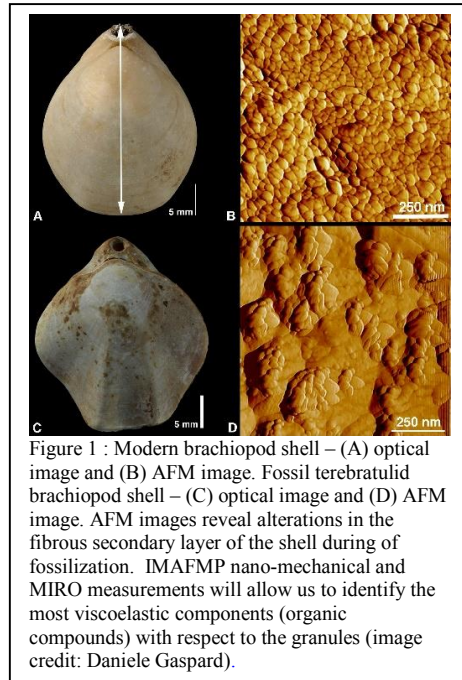 A
5 mm
B
250 nm
C
5 mm
D
250 nm
Figure 1 : Modern brachiopod shell – (A) optical
image and (B) AFM image. Fossil terebratulid
brachiopod shell – (C) optical image and (D) AFM
image. AFM images reveal alterations in the
fibrous secondary layer of the shell during of
fossilization. IMAFMP nano-mechanical and
MIRO measurements will allow us to identify the
most viscoelastic components (organic
compounds) with respect to the granules (image
credit: Daniele Gaspard).